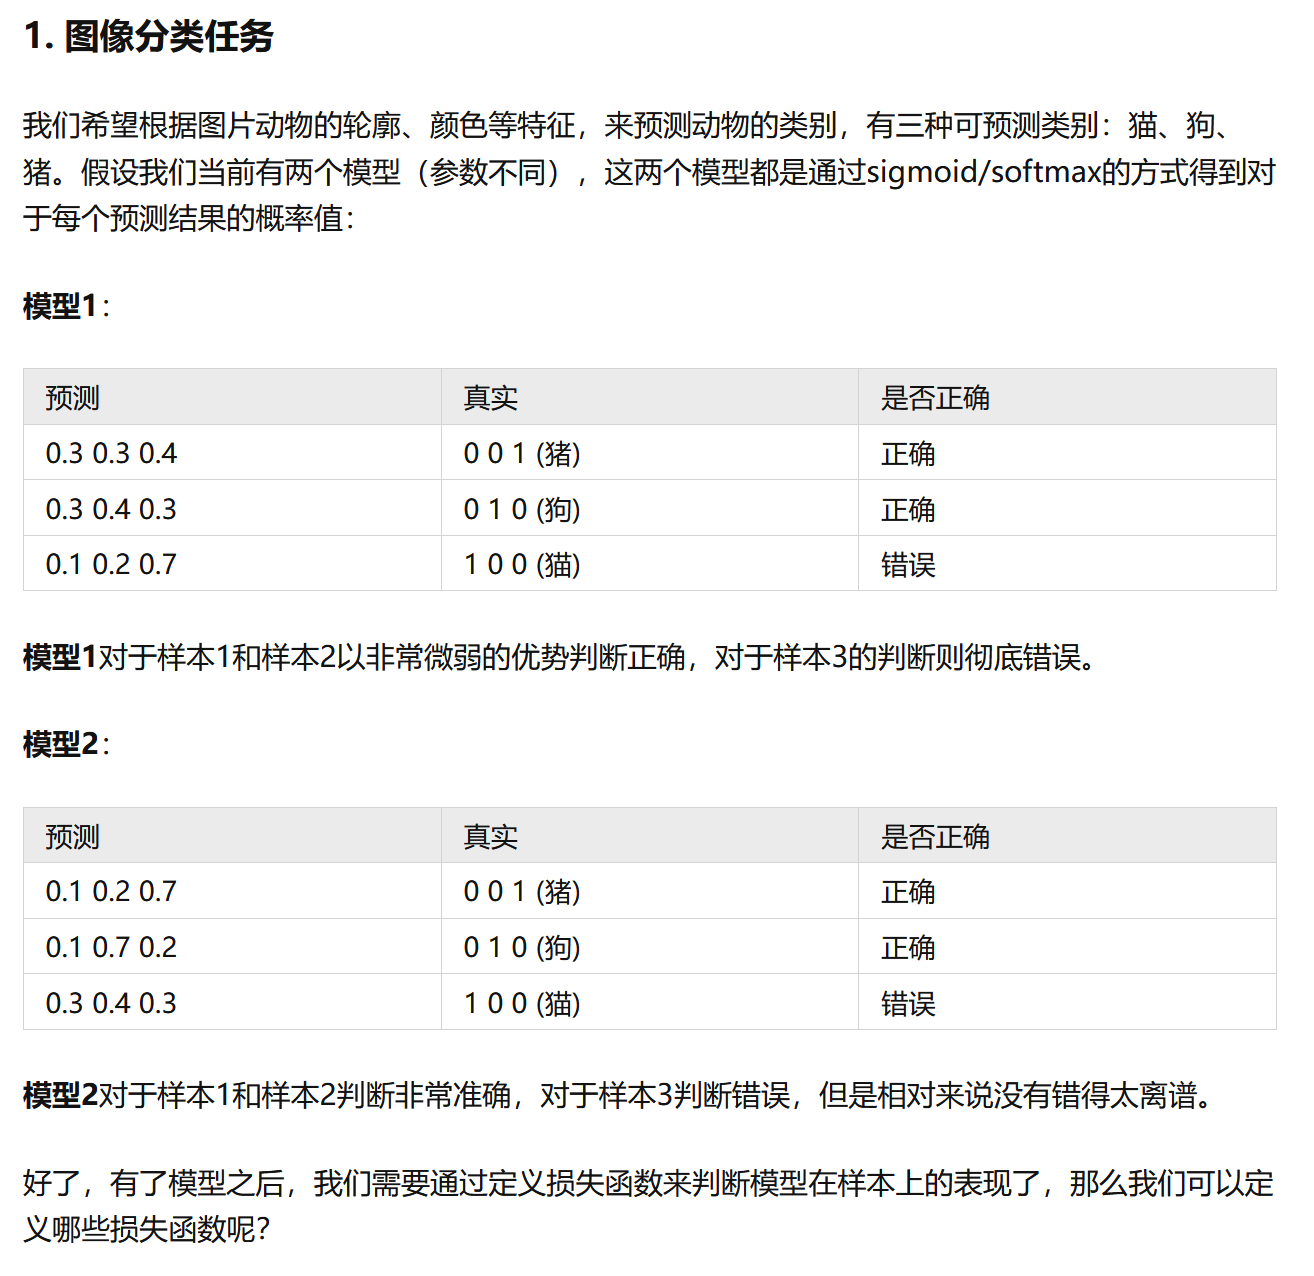 1. 图像分类任务
我们希望根据图片动物的轮廓、颜色等特征，来预测动物的类别，有三种可预测类别：猫、狗、
猪。假设我们当前有两个模型（参数不同），这两个模型都是通过sigmoid/softmax的方式得到对
于每个预测结果的概率值：
模型1：
预测 真实 是否正确
0.3 0.3 0.4 0 0 1 (猪) 正确
0.3 0.4 0.3 0 1 0 (狗) 正确
0.1 0.2 0.7 1 0 0 (猫) 错误
模型1对于样本1和样本2以非常微弱的优势判断正确，对于样本3的判断则彻底错误。
模型2：
预测 真实 是否正确
0.1 0.2 0.7 0 0 1 (猪) 正确
0.1 0.7 0.2 0 1 0 (狗) 正确
0.3 0.4 0.3 1 0 0 (猫) 错误
模型2对于样本1和样本2判断非常准确，对于样本3判断错误，但是相对来说没有错得太离谱。
好了，有了模型之后，我们需要通过定义损失函数来判断模型在样本上的表现了，那么我们可以定
义哪些损失函数呢？